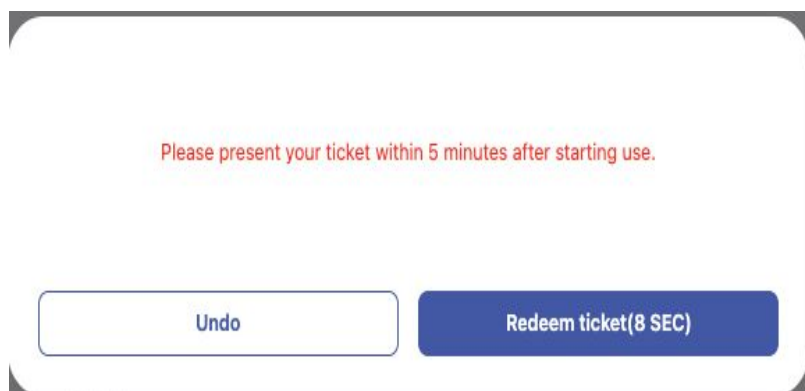 Please present your ticket within 5 minutes after starting use.
Undo
Redeem ticket(8 SEC)